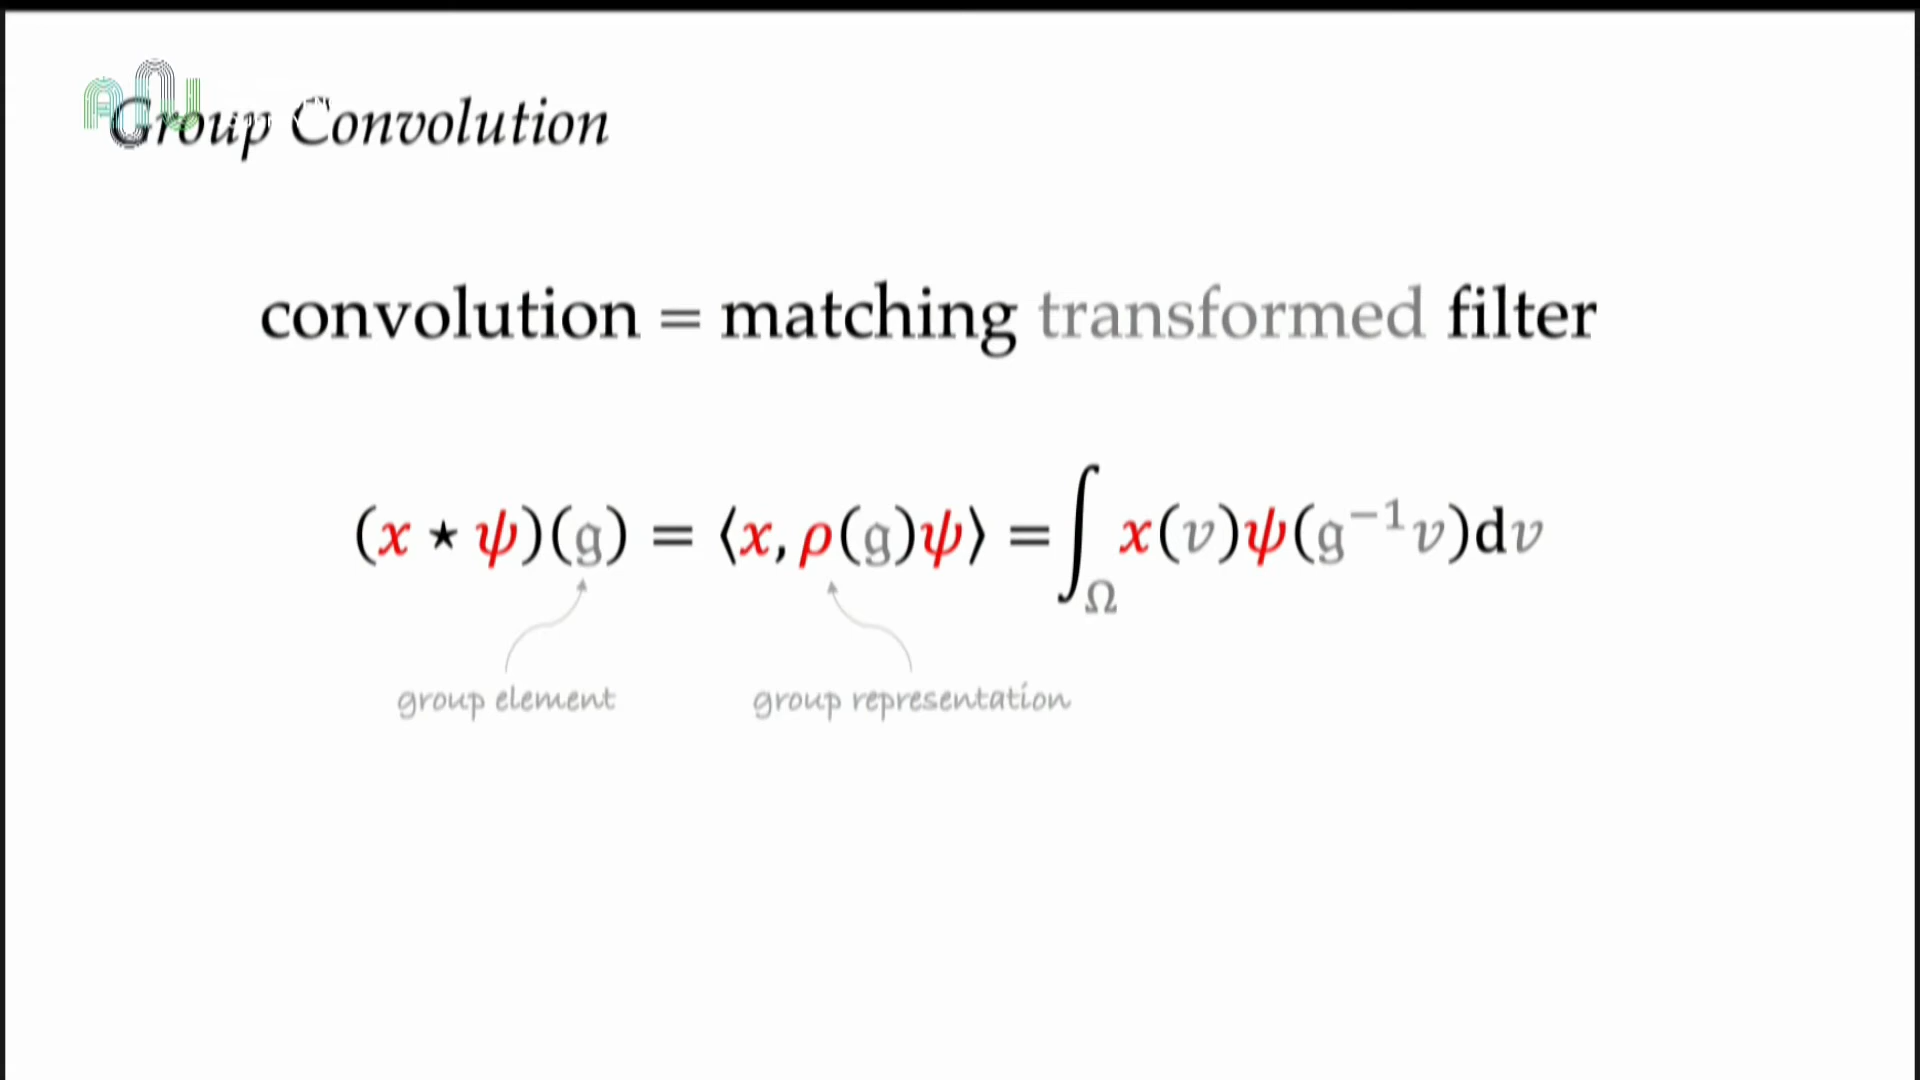 Group Convolution
convolution = matching transformed filter
(x ⋆ ψ)(𝔤) = ⟨x, ρ(𝔤)ψ⟩ = ∫_Ω x(v)ψ(𝔤⁻¹v)dv
group element
group representation